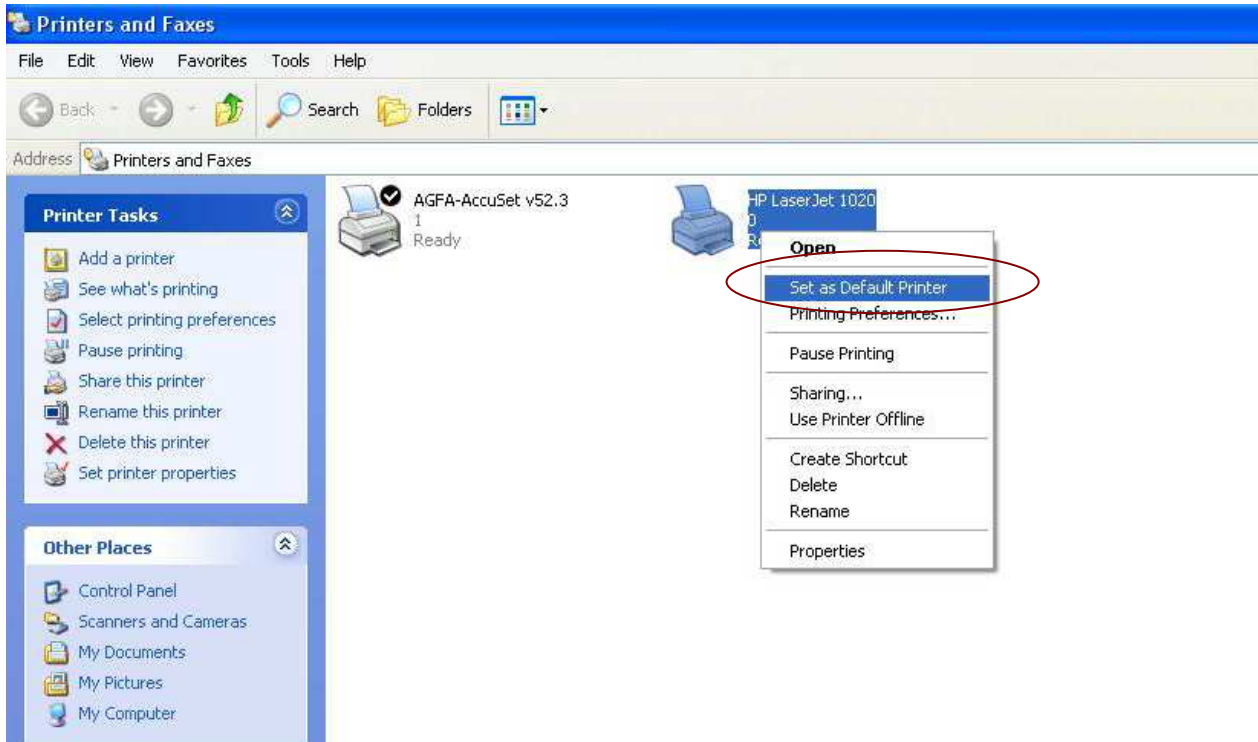 Printers and Faxes
File Edit View Favorites Tools Help
Back Search Folders
Address Printers and Faxes
Printer Tasks
Add a printer
See what's printing
Select printing preferences
Pause printing
Share this printer
Rename this printer
Delete this printer
Set printer properties
Other Places
Control Panel
Scanners and Cameras
My Documents
My Pictures
My Computer
AGFA-AccuSet v52.3
1
Ready
HP LaserJet 1020
0
Open
Set as Default Printer
Printing Preferences...
Pause Printing
Sharing...
Use Printer Offline
Create Shortcut
Delete
Rename
Properties